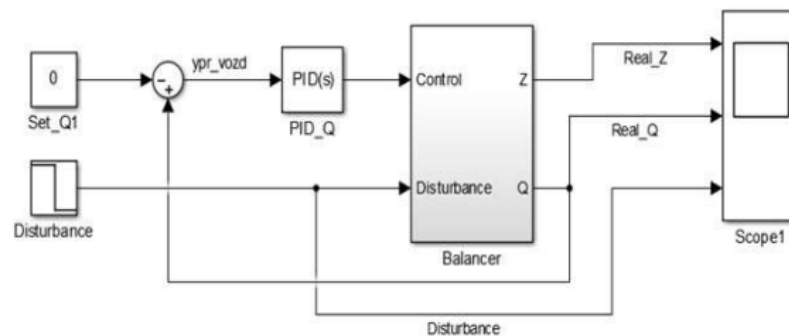 0
Set_Q1
ypr_vozd
PID(s)
PID_Q
Control
Z
Real_Z
Real_Q
Disturbance
Q
Disturbance
Balancer
Scope1
Disturbance